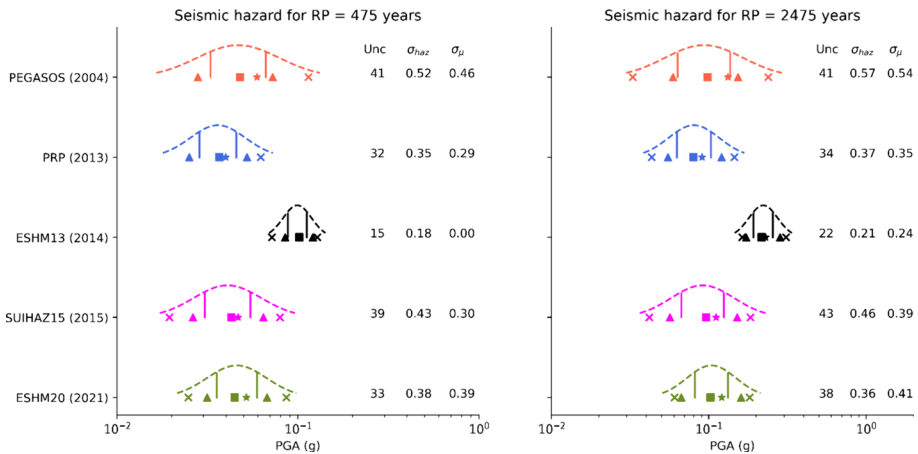 Seismic hazard for RP = 475 years
Unc σhaz σμ
PEGASOS (2004) 41 0.52 0.46
PRP (2013) 32 0.35 0.29
ESHM13 (2014) 15 0.18 0.00
SUIHAZ15 (2015) 39 0.43 0.30
ESHM20 (2021) 33 0.38 0.39
10⁻² 10⁻¹ 10⁰
PGA (g)
Seismic hazard for RP = 2475 years
Unc σhaz σμ
41 0.57 0.54
34 0.37 0.35
22 0.21 0.24
43 0.46 0.39
38 0.36 0.41
10⁻² 10⁻¹ 10⁰
PGA (g)